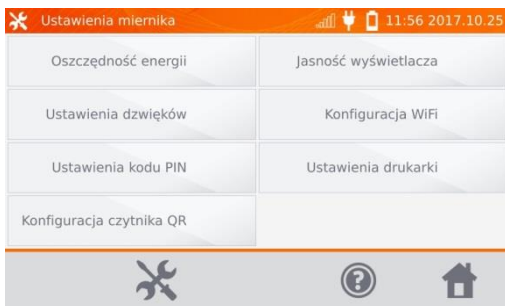 Ustawienia miernika 11:56 2017.10.25
Oszczędność energii Jasność wyświetlacza
Ustawienia dzwięków Konfiguracja WiFi
Ustawienia kodu PIN Ustawienia drukarki
Konfiguracja czytnika QR